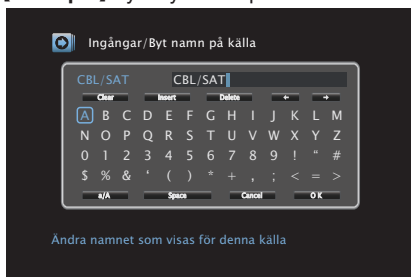 Ingångar/Byt namn på källa
CBL/SAT CBL/SAT
Clear Insert Delete ← →
A B C D E F G H I J K L M
N O P Q R S T U V W X Y Z
0 1 2 3 4 5 6 7 8 9 ! “ #
$ % & ‘ ( ) * + , ; < = >
a/A Space Cancel OK
Ändra namnet som visas för denna källa